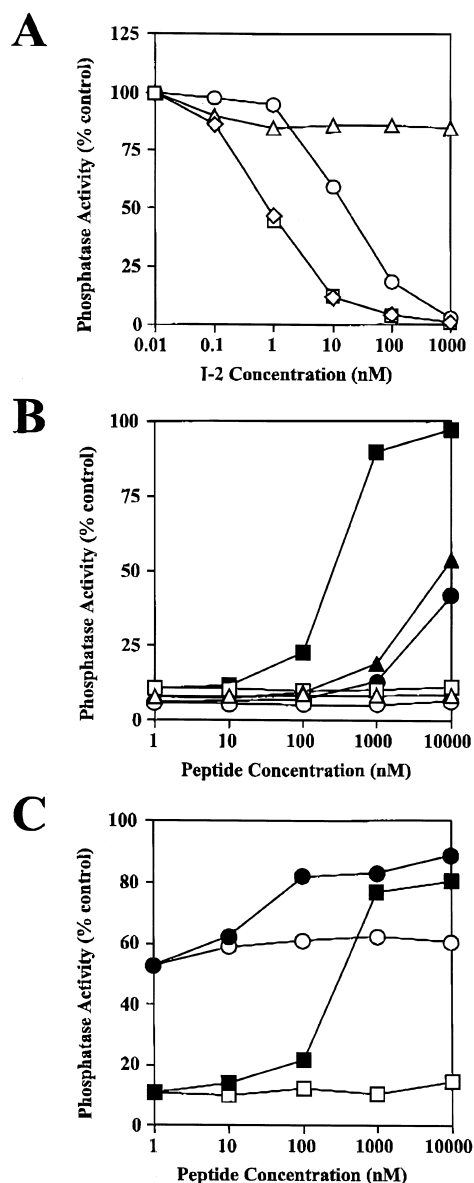 A
Phosphatase Activity (% control)
125
100
75
50
25
0
0.01 0.1 1 10 100 1000
I-2 Concentration (nM)
B
Phosphatase Activity (% control)
100
75
50
25
0
1 10 100 1000 10000
Peptide Concentration (nM)
C
Phosphatase Activity (% control)
100
80
60
40
20
0
1 10 100 1000 10000
Peptide Concentration (nM)